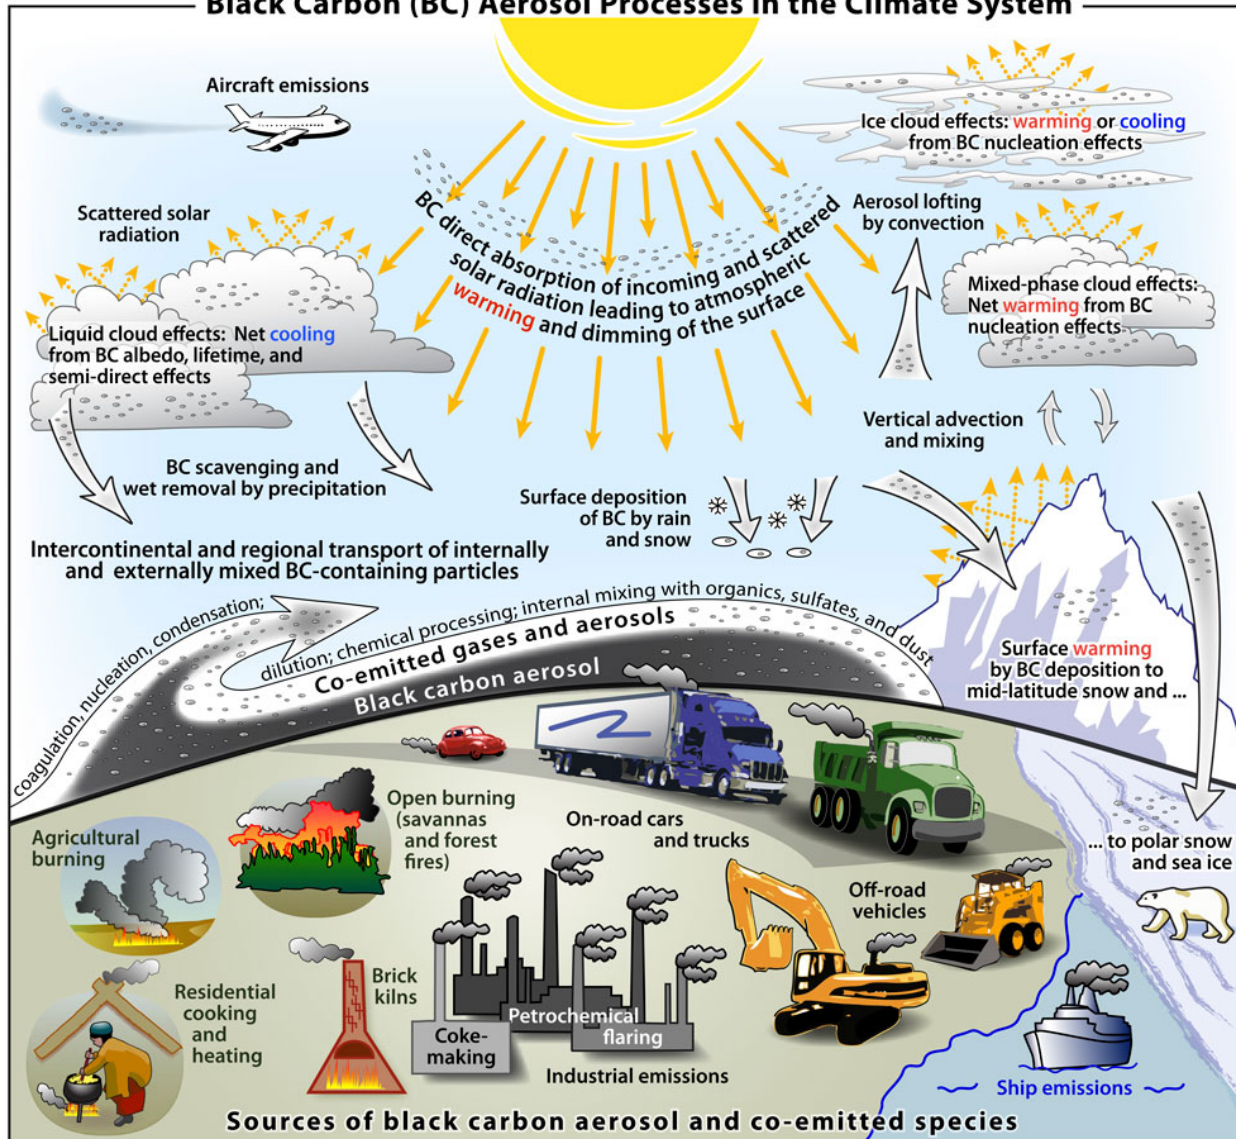 Black Carbon (BC) Aerosol Processes in the Climate System
Aircraft emissions
Ice cloud effects: warming or cooling
from BC nucleation effects
Scattered solar
radiation
BC direct absorption of incoming and scattered
solar radiation leading to atmospheric
warming and dimming of the surface
Aerosol lofting
by convection
Liquid cloud effects: Net cooling
from BC albedo, lifetime, and
semi-direct effects
Mixed-phase cloud effects:
Net warming from BC
nucleation effects
Vertical advection
and mixing
BC scavenging and
wet removal by precipitation
Surface deposition
of BC by rain
and snow
Intercontinental and regional transport of internally
and externally mixed BC-containing particles
coagulation, nucleation, condensation;
dilution; chemical processing; internal mixing with organics, sulfates, and dust
Co-emitted gases and aerosols
Black carbon aerosol
Surface warming
by BC deposition to
mid-latitude snow and ...
... to polar snow
and sea ice
Agricultural
burning
Open burning
(savannas
and forest
fires)
On-road cars
and trucks
Off-road
vehicles
Residential
cooking
and
heating
Brick
kilns
Coke-
making
Petrochemical
flaring
Industrial emissions
Ship emissions
Sources of black carbon aerosol and co-emitted species